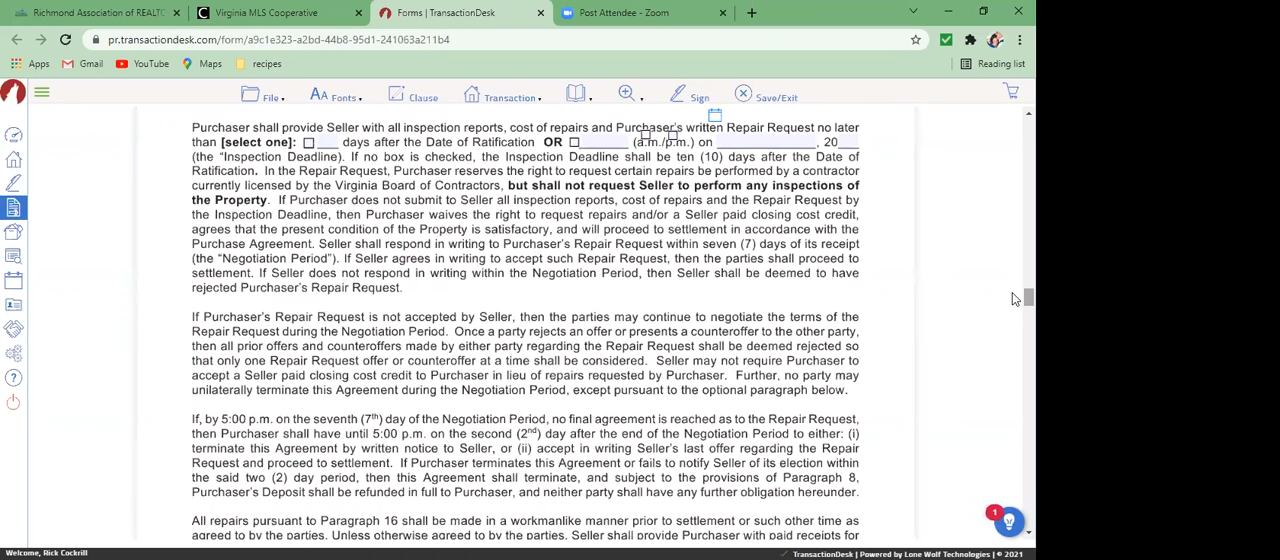 Richmond Association of REALTO
Virginia MLS Cooperative
Forms | TransactionDesk
Post Attendee - Zoom
pr.transactiondesk.com/form/a9c1e323-a2bd-44b8-95d1-241063a211b4
Apps Gmail YouTube Maps recipes Reading list
File Fonts Clause Transaction Sign Save/Exit
Purchaser shall provide Seller with all inspection reports, cost of repairs and Purchaser's written Repair Request no later
than [select one]: days after the Date of Ratification OR (a.m./p.m.) on , 20
(the "Inspection Deadline). If no box is checked, the Inspection Deadline shall be ten (10) days after the Date of
Ratification. In the Repair Request, Purchaser reserves the right to request certain repairs be performed by a contractor
currently licensed by the Virginia Board of Contractors, but shall not request Seller to perform any inspections of
the Property. If Purchaser does not submit to Seller all inspection reports, cost of repairs and the Repair Request by
the Inspection Deadline, then Purchaser waives the right to request repairs and/or a Seller paid closing cost credit,
agrees that the present condition of the Property is satisfactory, and will proceed to settlement in accordance with the
Purchase Agreement. Seller shall respond in writing to Purchaser's Repair Request within seven (7) days of its receipt
(the "Negotiation Period"). If Seller agrees in writing to accept such Repair Request, then the parties shall proceed to
settlement. If Seller does not respond in writing within the Negotiation Period, then Seller shall be deemed to have
rejected Purchaser's Repair Request.
If Purchaser's Repair Request is not accepted by Seller, then the parties may continue to negotiate the terms of the
Repair Request during the Negotiation Period. Once a party rejects an offer or presents a counteroffer to the other party,
then all prior offers and counteroffers made by either party regarding the Repair Request shall be deemed rejected so
that only one Repair Request offer or counteroffer at a time shall be considered. Seller may not require Purchaser to
accept a Seller paid closing cost credit to Purchaser in lieu of repairs requested by Purchaser. Further, no party may
unilaterally terminate this Agreement during the Negotiation Period, except pursuant to the optional paragraph below.
If, by 5:00 p.m. on the seventh (7th) day of the Negotiation Period, no final agreement is reached as to the Repair Request,
then Purchaser shall have until 5:00 p.m. on the second (2nd) day after the end of the Negotiation Period to either: (i)
terminate this Agreement by written notice to Seller, or (ii) accept in writing Seller's last offer regarding the Repair
Request and proceed to settlement. If Purchaser terminates this Agreement or fails to notify Seller of its election within
the said two (2) day period, then this Agreement shall terminate, and subject to the provisions of Paragraph 8,
Purchaser's Deposit shall be refunded in full to Purchaser, and neither party shall have any further obligation hereunder.
All repairs pursuant to Paragraph 16 shall be made in a workmanlike manner prior to settlement or such other time as
agreed to by the parties. Unless otherwise agreed to by the parties, Seller shall provide Purchaser with paid receipts for
1
Welcome, Rick Cockrill
TransactionDesk | Powered by Lone Wolf Technologies | © 2021